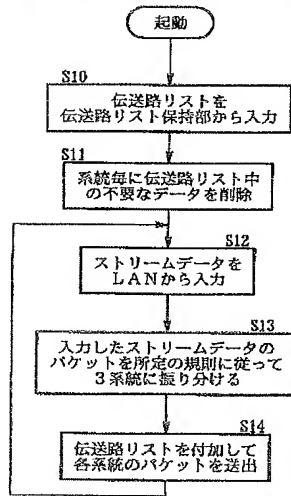 起動
S10
伝送路リストを
伝送路リスト保持部から入力
S11
系統毎に伝送路リスト中
の不要なデータを削除
S12
ストリームデータを
LANから入力
S13
入力したストリームデータの
パケットを所定の規則に従って
3系統に振り分ける
S14
伝送路リストを付加して
各系統のパケットを送出